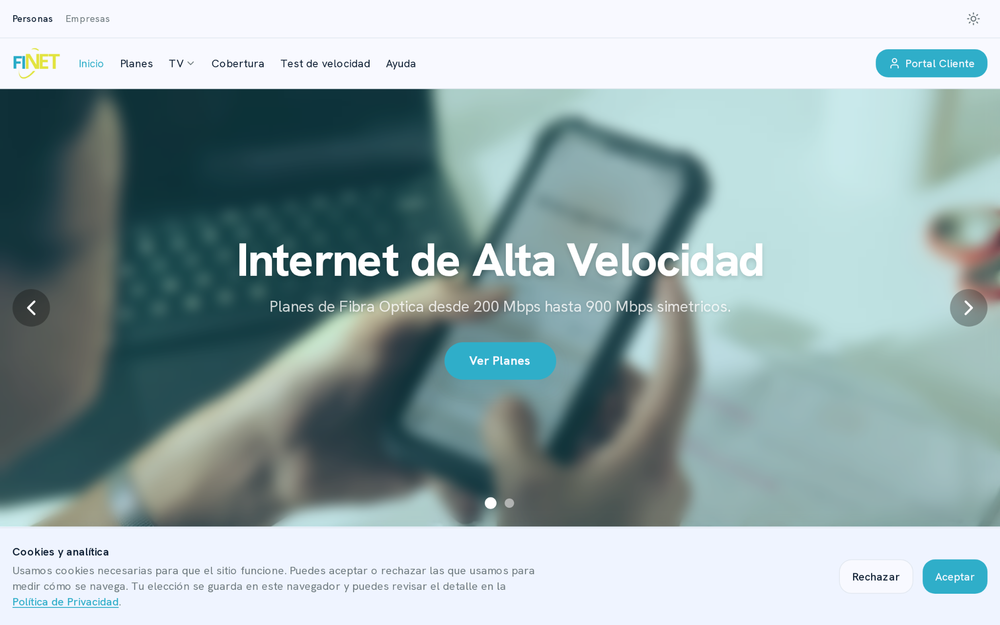 Personas Empresas
FINET Inicio Planes TV Cobertura Test de velocidad Ayuda Portal Cliente
Internet de Alta Velocidad
Planes de Fibra Optica desde 200 Mbps hasta 900 Mbps simetricos.
Ver Planes
Cookies y analítica
Usamos cookies necesarias para que el sitio funcione. Puedes aceptar o rechazar las que usamos para
medir cómo se navega. Tu elección se guarda en este navegador y puedes revisar el detalle en la
Política de Privacidad.
Rechazar Aceptar